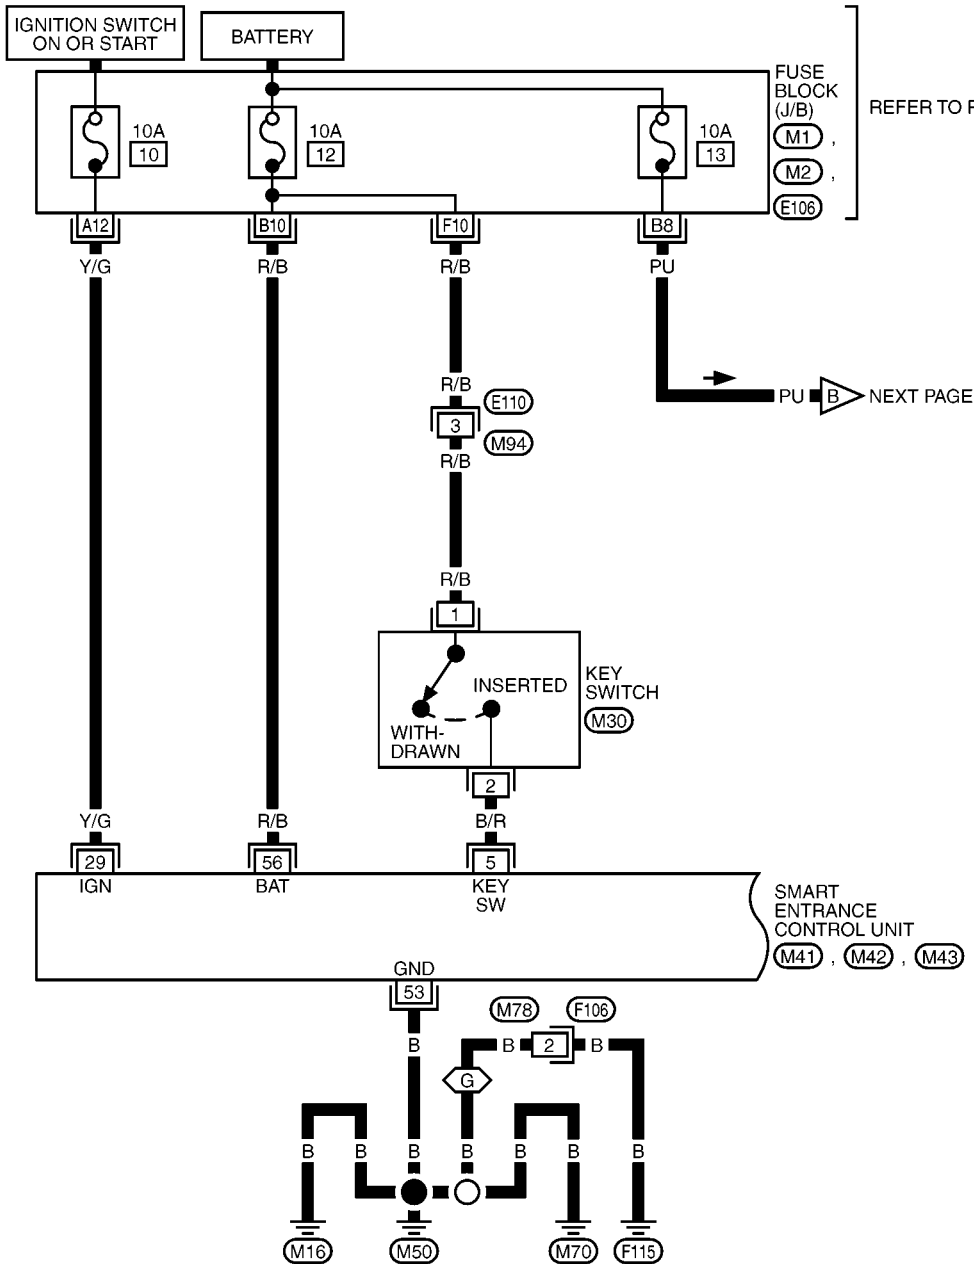 IGNITION SWITCH
ON OR START
BATTERY
FUSE
BLOCK
(J/B)
M1 ,
M2 ,
E106
REFER TO F
10A
10
10A
12
10A
13
A12
B10
F10
B8
Y/G
R/B
R/B
PU
R/B
E110
3
M94
R/B
PU
B
NEXT PAGE
R/B
1
INSERTED
WITH-
DRAWN
KEY
SWITCH
M30
2
Y/G
R/B
B/R
29
56
5
IGN
BAT
KEY
SW
SMART
ENTRANCE
CONTROL UNIT
M41 , M42 , M43
GND
53
M78
F106
B
B
2
B
G
B
B
B
B
B
B
B
M16
M50
M70
F115